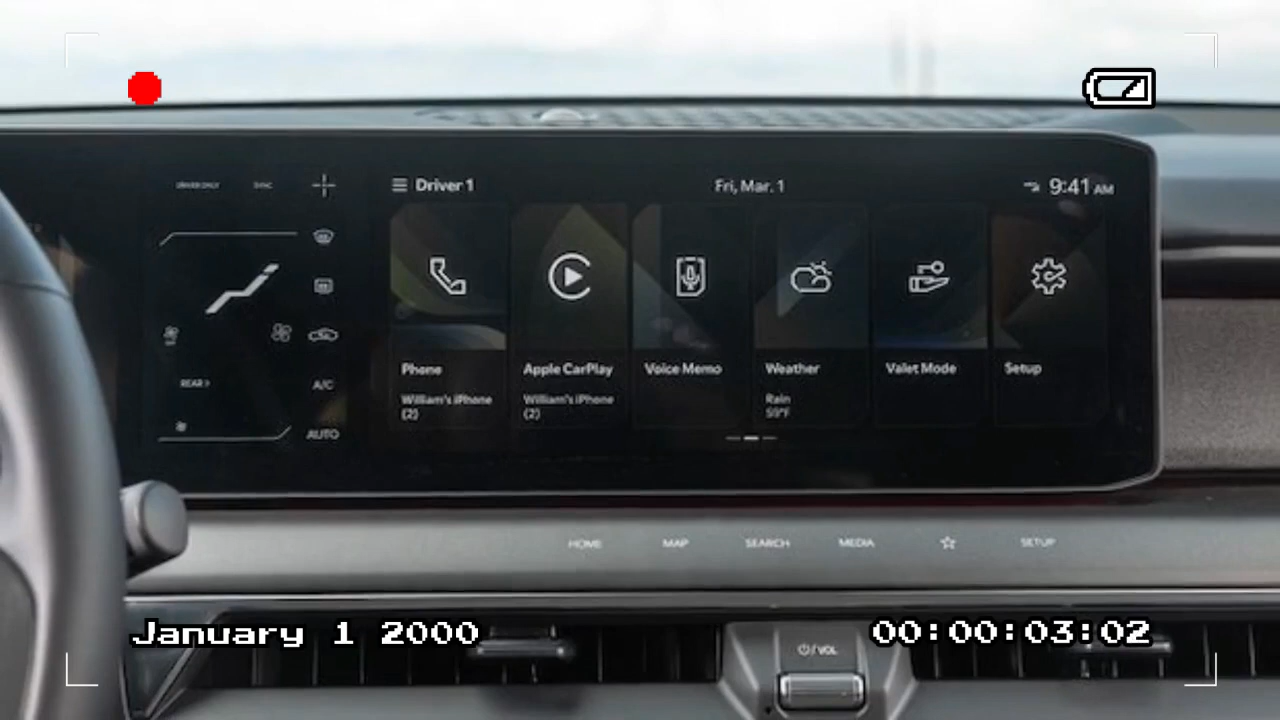 DRIVER ONLY SYNC
Driver 1 Fri, Mar. 1 9:41 AM
Phone Apple CarPlay Voice Memo Weather Valet Mode Setup
William's iPhone William's iPhone Rain
(2) (2) 59°F
REAR >
A/C
AUTO
HOME MAP SEARCH MEDIA SETUP
January 1 2000 00:00:03:02
/ VOL